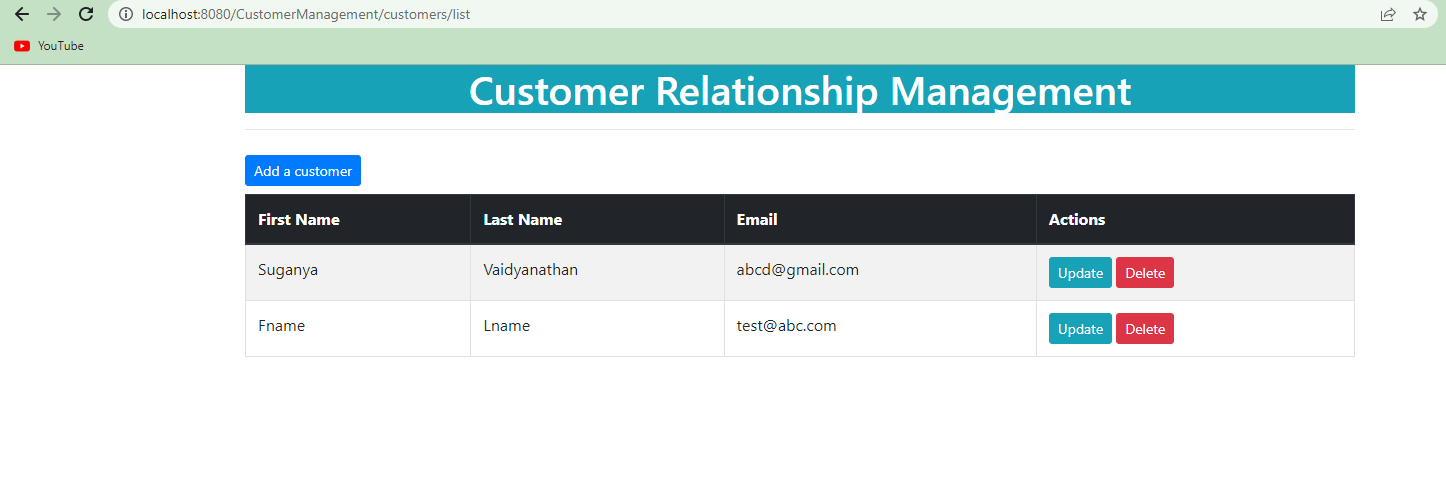 localhost:8080/CustomerManagement/customers/list
YouTube
Customer Relationship Management
Add a customer
First Name Last Name Email Actions
Suganya Vaidyanathan abcd@gmail.com Update Delete
Fname Lname test@abc.com Update Delete